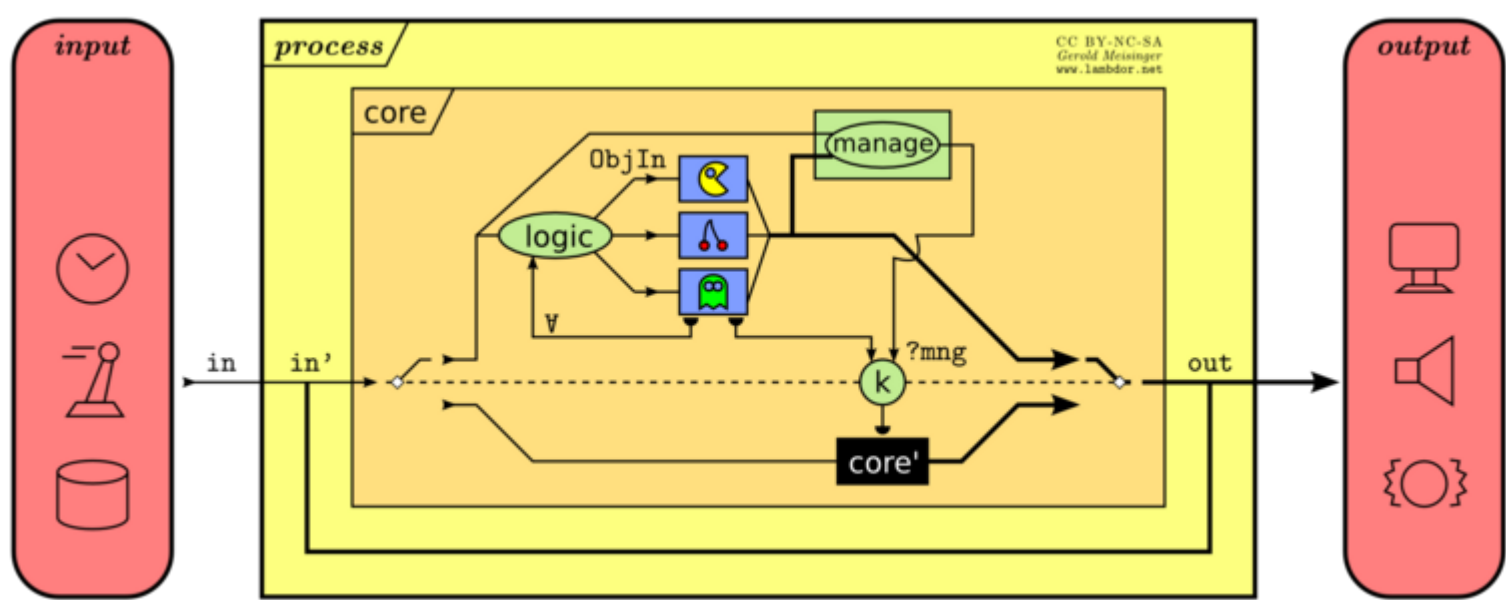 input
process
CC BY-NC-SA
Gerold Meisinger
www.lambdor.net
output
core
manage
ObjIn
logic
∀
?mng
in
in'
k
out
core'